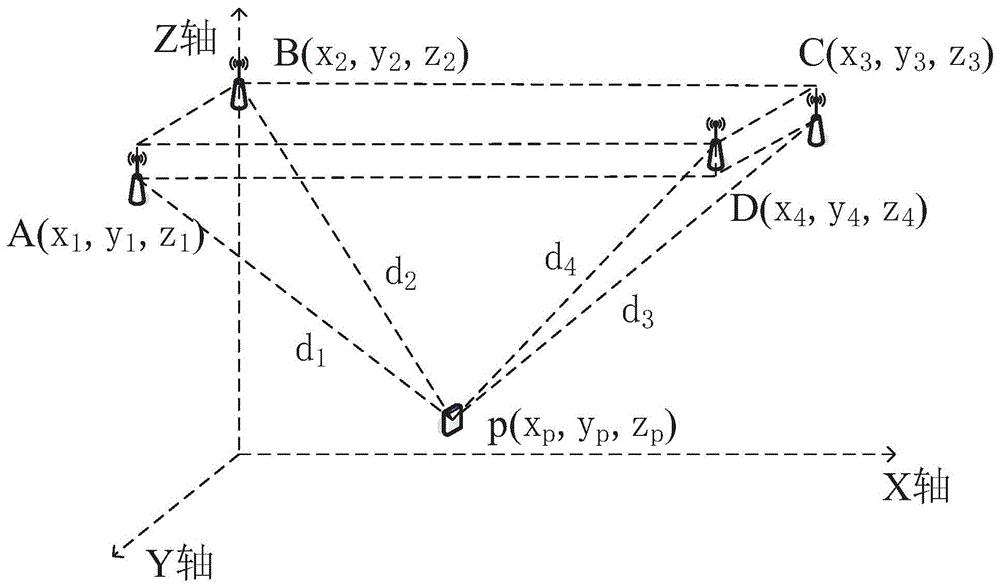 Z轴
B(x2, y2, z2)
C(x3, y3, z3)
A(x1, y1, z1)
D(x4, y4, z4)
d2
d4
d1
d3
p(xp, yp, zp)
X轴
Y轴